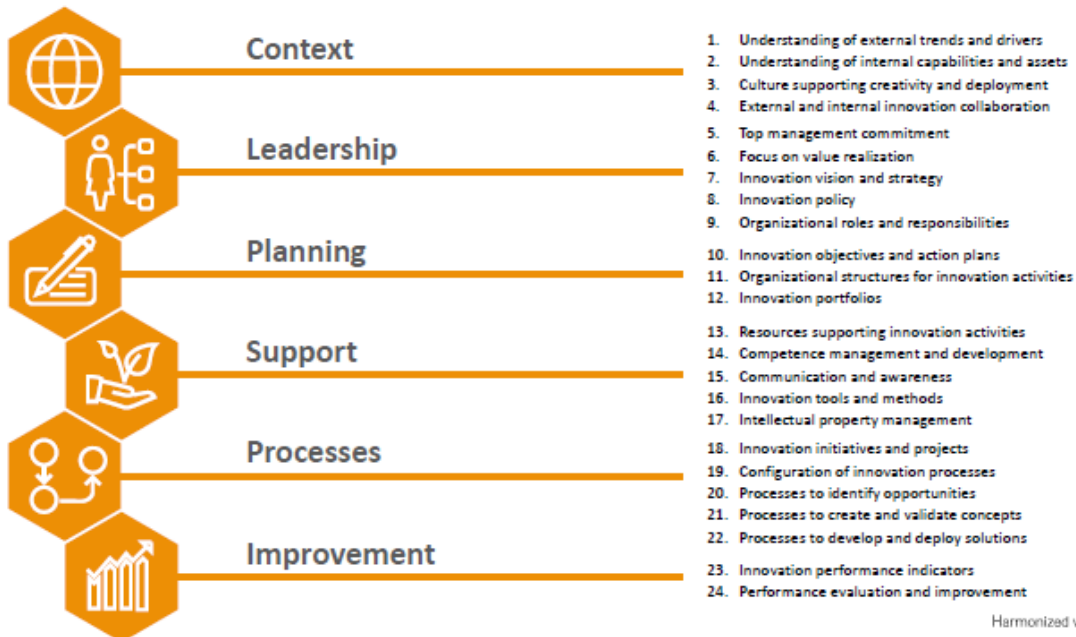 Context
1. Understanding of external trends and drivers
2. Understanding of internal capabilities and assets
3. Culture supporting creativity and deployment
4. External and internal innovation collaboration
Leadership
5. Top management commitment
6. Focus on value realization
7. Innovation vision and strategy
8. Innovation policy
9. Organizational roles and responsibilities
Planning
10. Innovation objectives and action plans
11. Organizational structures for innovation activities
12. Innovation portfolios
Support
13. Resources supporting innovation activities
14. Competence management and development
15. Communication and awareness
16. Innovation tools and methods
17. Intellectual property management
Processes
18. Innovation initiatives and projects
19. Configuration of innovation processes
20. Processes to identify opportunities
21. Processes to create and validate concepts
22. Processes to develop and deploy solutions
Improvement
23. Innovation performance indicators
24. Performance evaluation and improvement
Harmonized